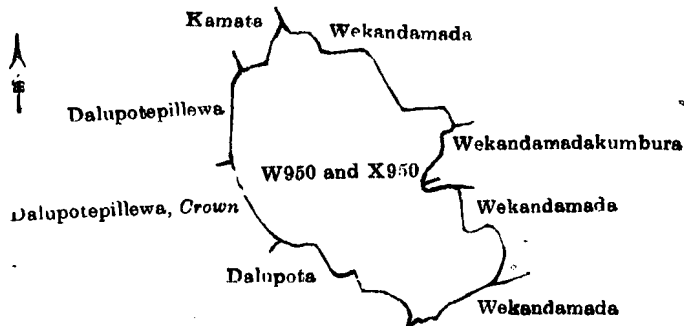 Kamata
Wekandamada
Dalupotepillewa
Wekandamadakumbura
W950 and X950
Dalupotepillewa, Crown
Wekandamada
Dalupota
Wekandamada